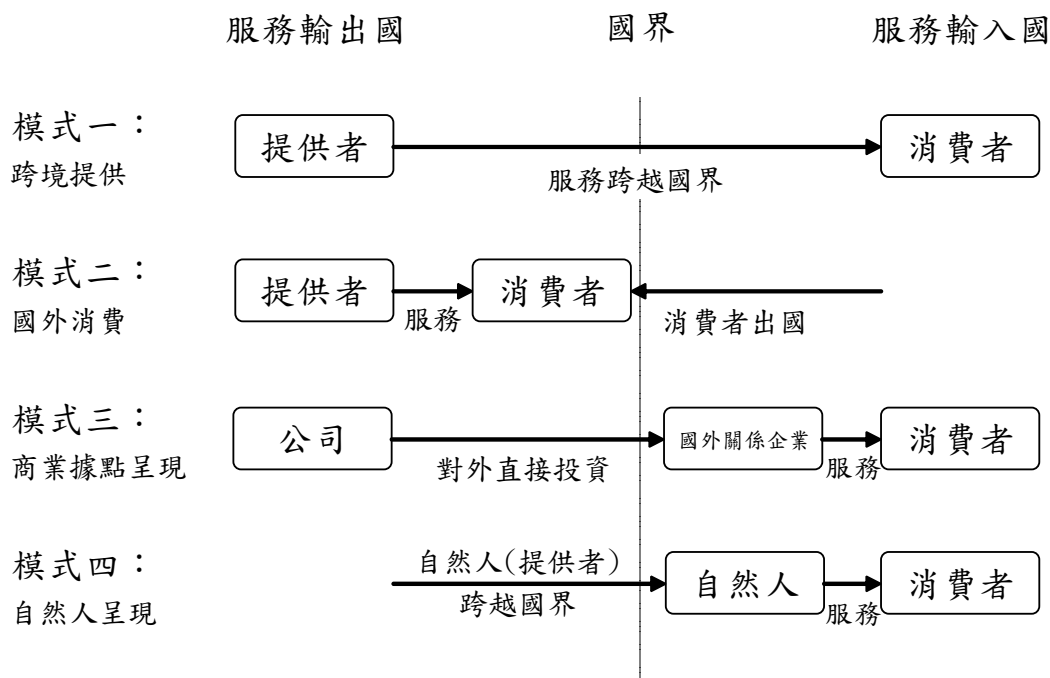 服務輸出國 國界 服務輸入國
模式一：
跨境提供
提供者
消費者
服務跨越國界
模式二：
國外消費
提供者
消費者
服務
消費者出國
模式三：
商業據點呈現
公司
國外關係企業
消費者
對外直接投資
服務
模式四：
自然人呈現
自然人(提供者)
跨越國界
自然人
消費者
服務